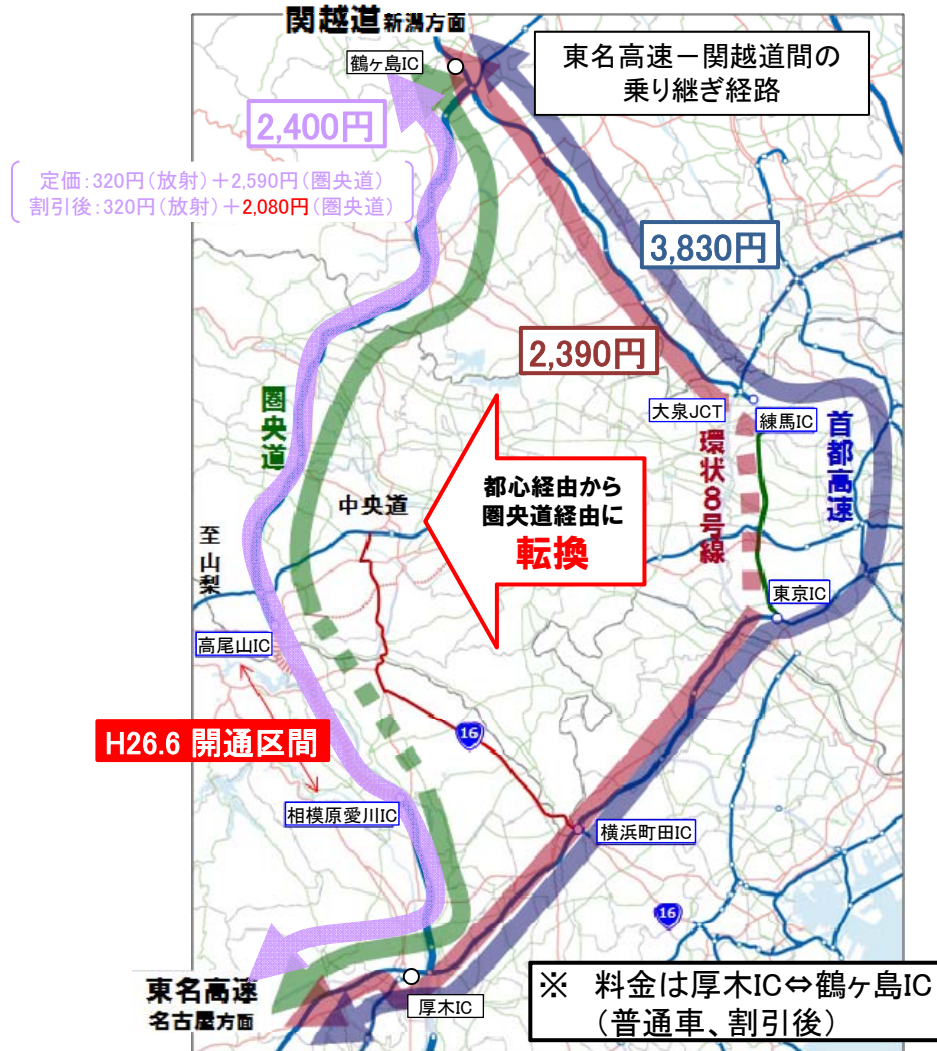 関越道新潟方面
鶴ヶ島IC
東名高速－関越道間の
乗り継ぎ経路
2,400円
定価：320円（放射）＋2,590円（圏央道）
割引後：320円（放射）＋2,080円（圏央道）
3,830円
2,390円
大泉JCT
練馬IC
圏央道
環状8号線
首都高速
都心経由から
圏央道経由に
転換
中央道
至山梨
東京IC
高尾山IC
H26.6 開通区間
16
相模原愛川IC
横浜町田IC
16
東名高速
名古屋方面
厚木IC
※　料金は厚木IC⇔鶴ヶ島IC
（普通車、割引後）